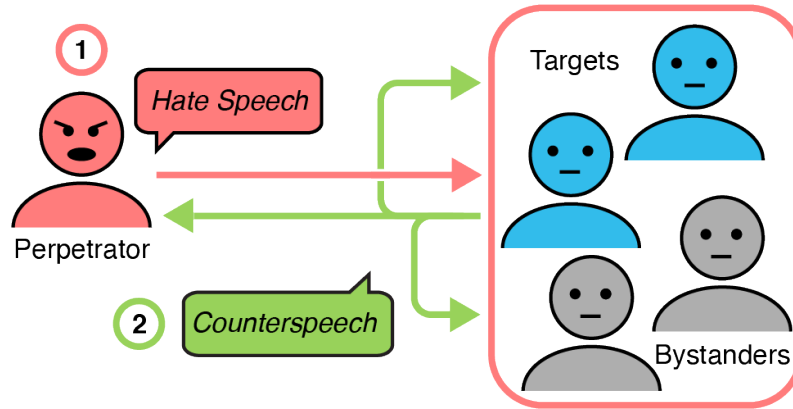 1
Hate Speech
Perpetrator
Targets
2
Counterspeech
Bystanders